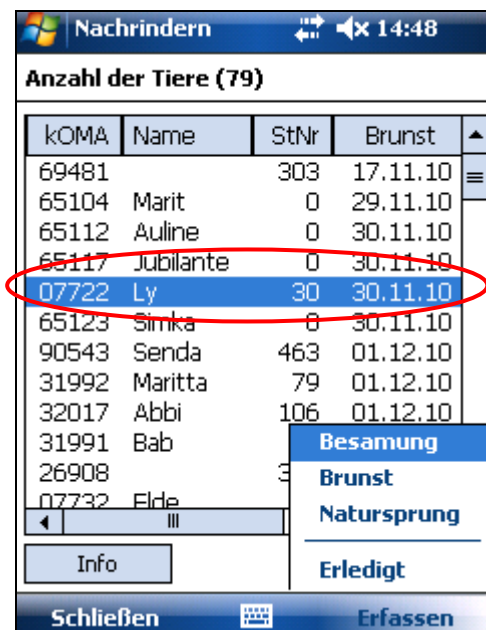 Nachrindern 14:48
Anzahl der Tiere (79)
kOMA Name StNr Brunst
69481 303 17.11.10
65104 Marit 0 29.11.10
65112 Auline 0 30.11.10
65117 Jubilante 0 30.11.10
07722 Ly 30 30.11.10
65123 Simka 0 30.11.10
90543 Senda 463 01.12.10
31992 Maritta 79 01.12.10
32017 Abbi 106 01.12.10
31991 Bab
26908 3
07732 Elde
Besamung
Brunst
Natursprung
Erledigt
Info
Schließen Erfassen